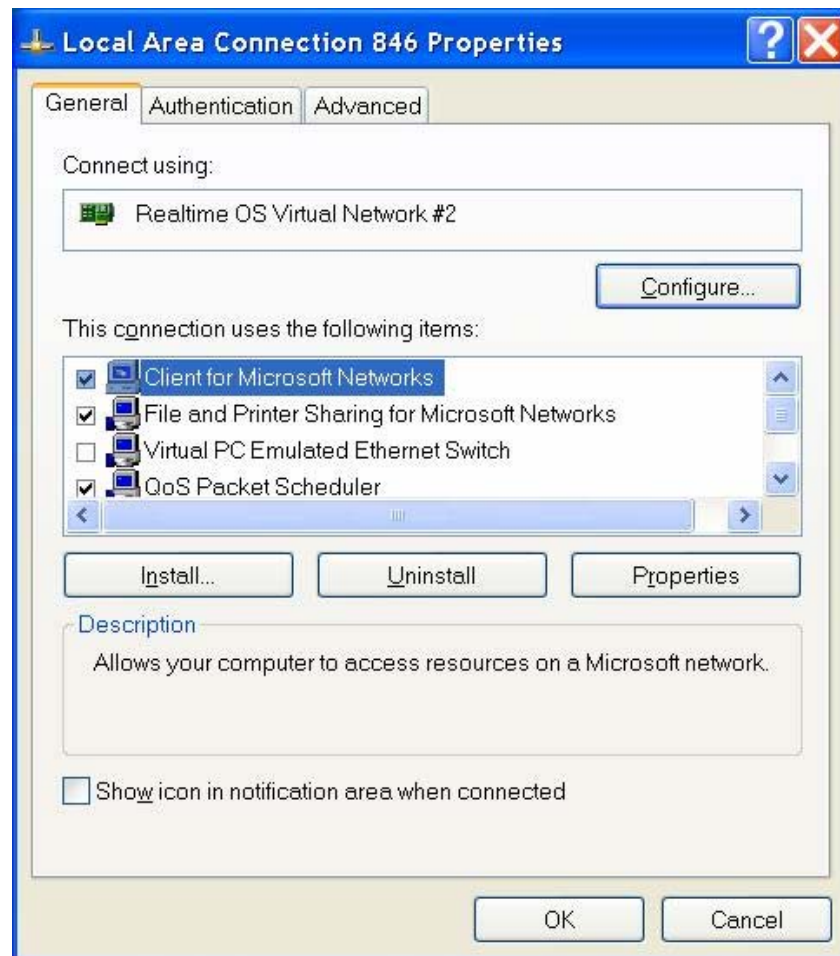 Local Area Connection 846 Properties
General Authentication Advanced
Connect using:
Realtime OS Virtual Network #2
Configure...
This connection uses the following items:
Client for Microsoft Networks
File and Printer Sharing for Microsoft Networks
Virtual PC Emulated Ethernet Switch
QoS Packet Scheduler
Install... Uninstall Properties
Description
Allows your computer to access resources on a Microsoft network.
Show icon in notification area when connected
OK Cancel